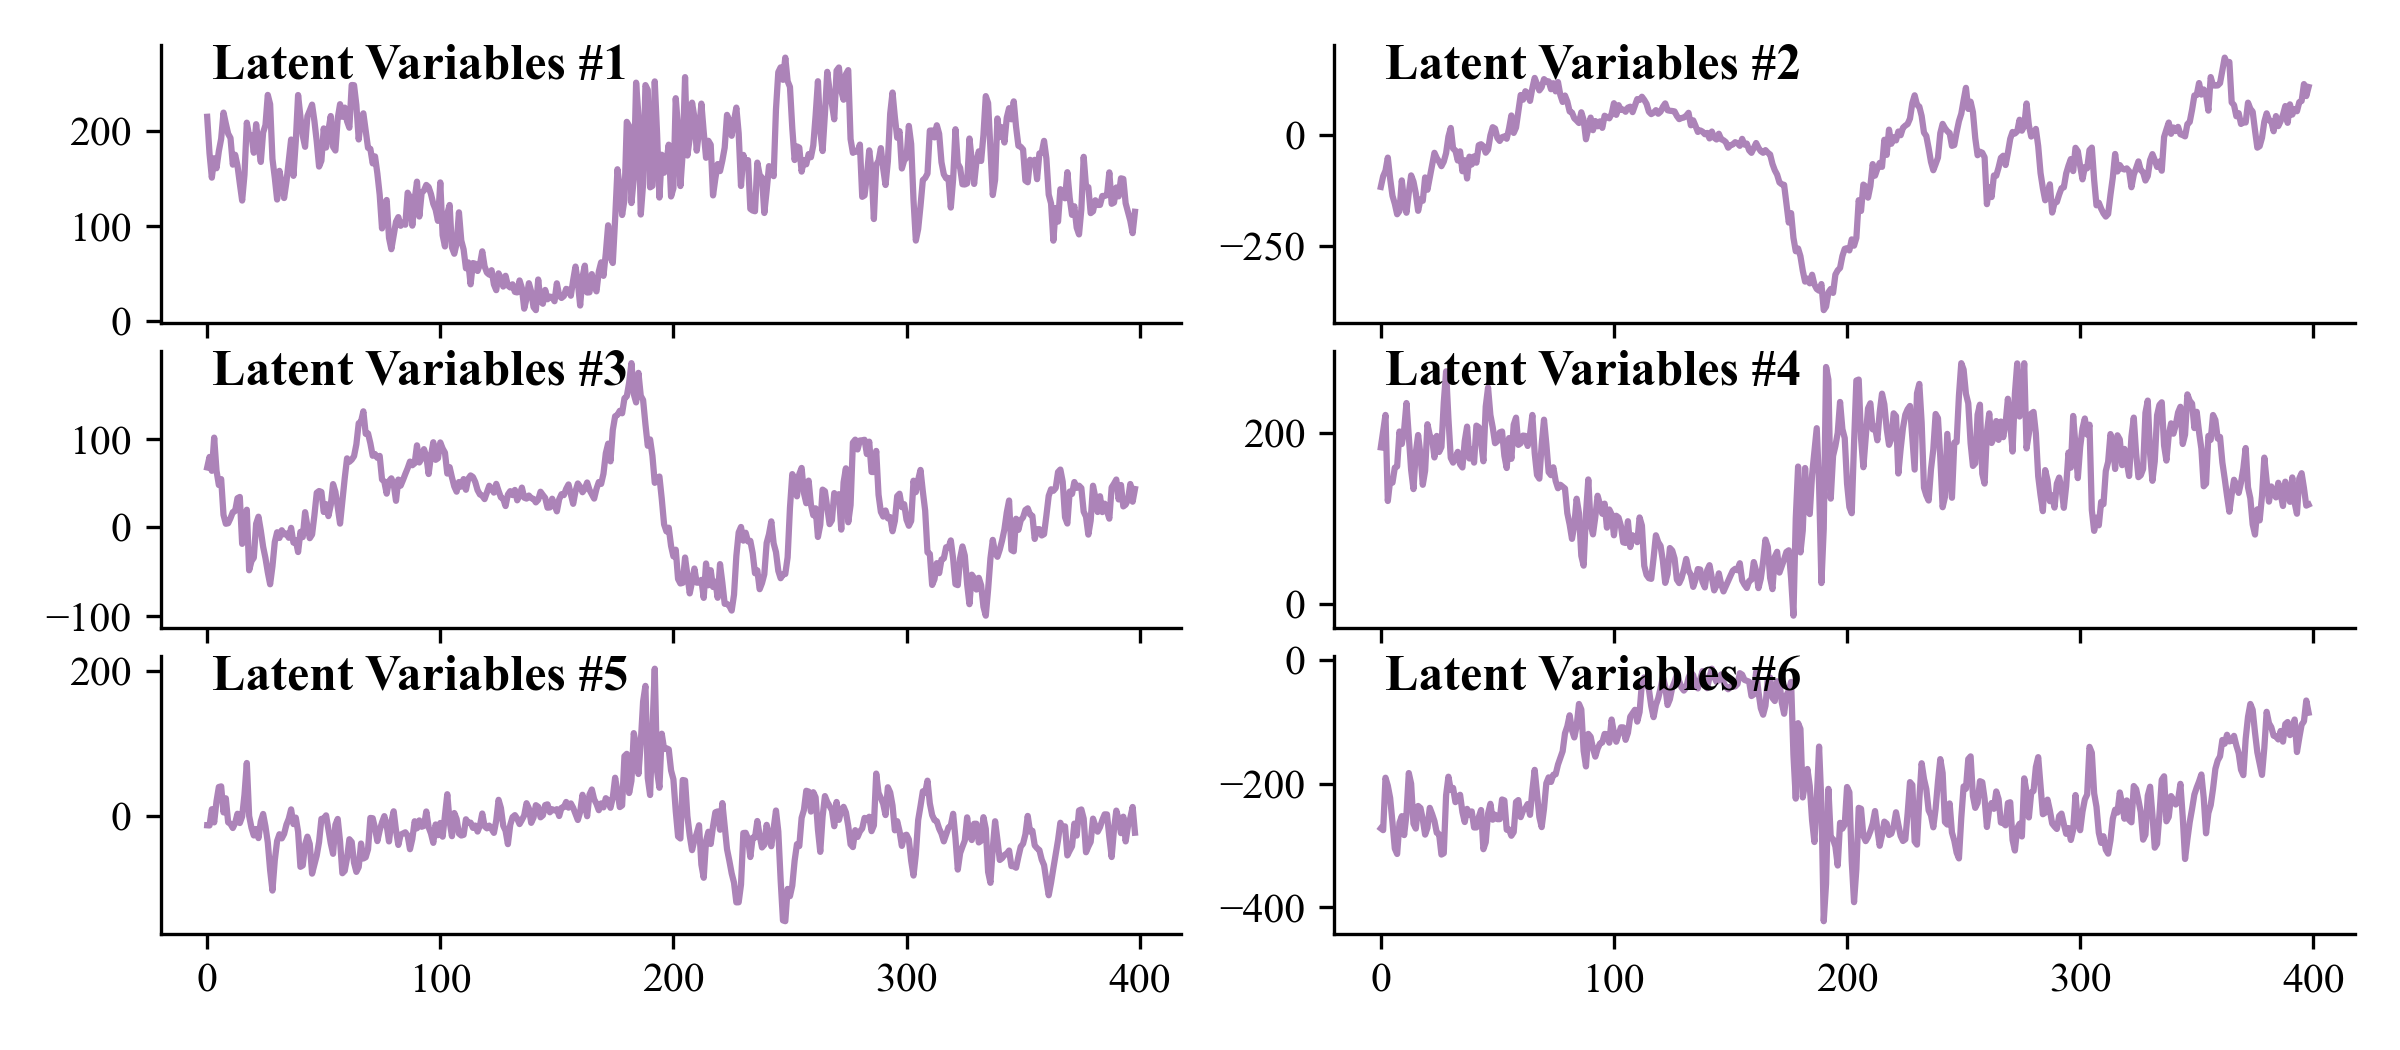 Latent Variables #1
200
100
0
Latent Variables #2
0
−250
Latent Variables #3
100
0
−100
Latent Variables #4
200
0
Latent Variables #5
200
0
0 100 200 300 400
Latent Variables #6
0
−200
−400
0 100 200 300 400